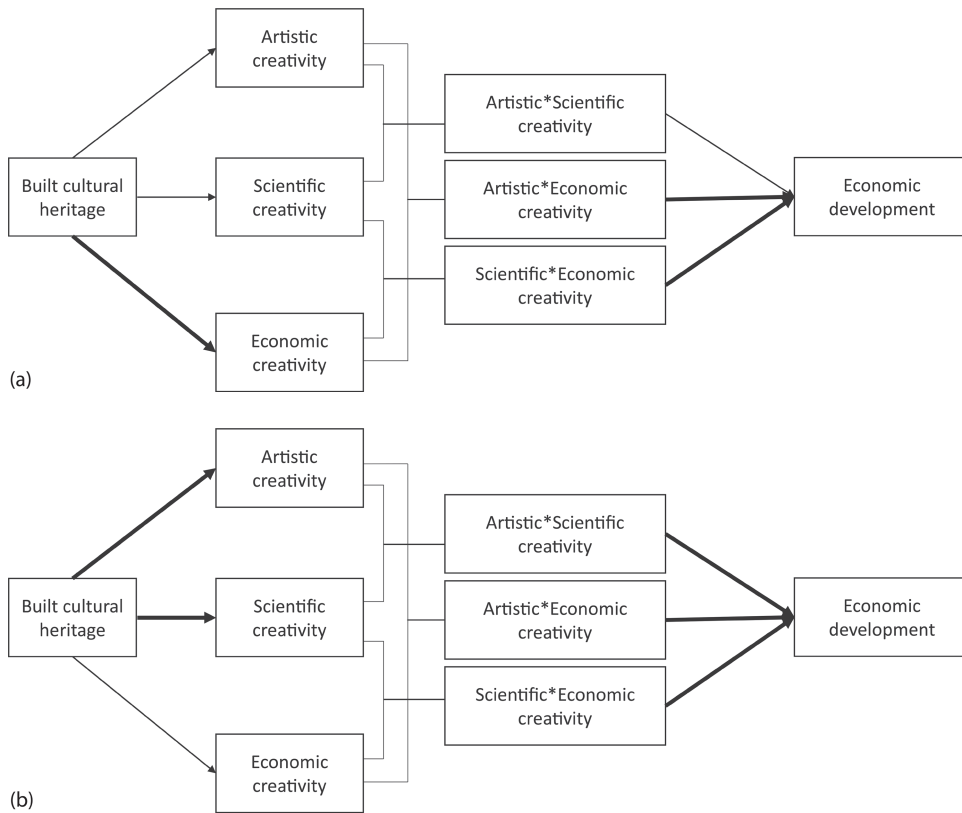 Artistic
creativity
Artistic*Scientific
creativity
Built cultural
heritage
Scientific
creativity
Artistic*Economic
creativity
Economic
development
Scientific*Economic
creativity
Economic
creativity
(a)
Artistic
creativity
Artistic*Scientific
creativity
Built cultural
heritage
Scientific
creativity
Artistic*Economic
creativity
Economic
development
Scientific*Economic
creativity
Economic
creativity
(b)